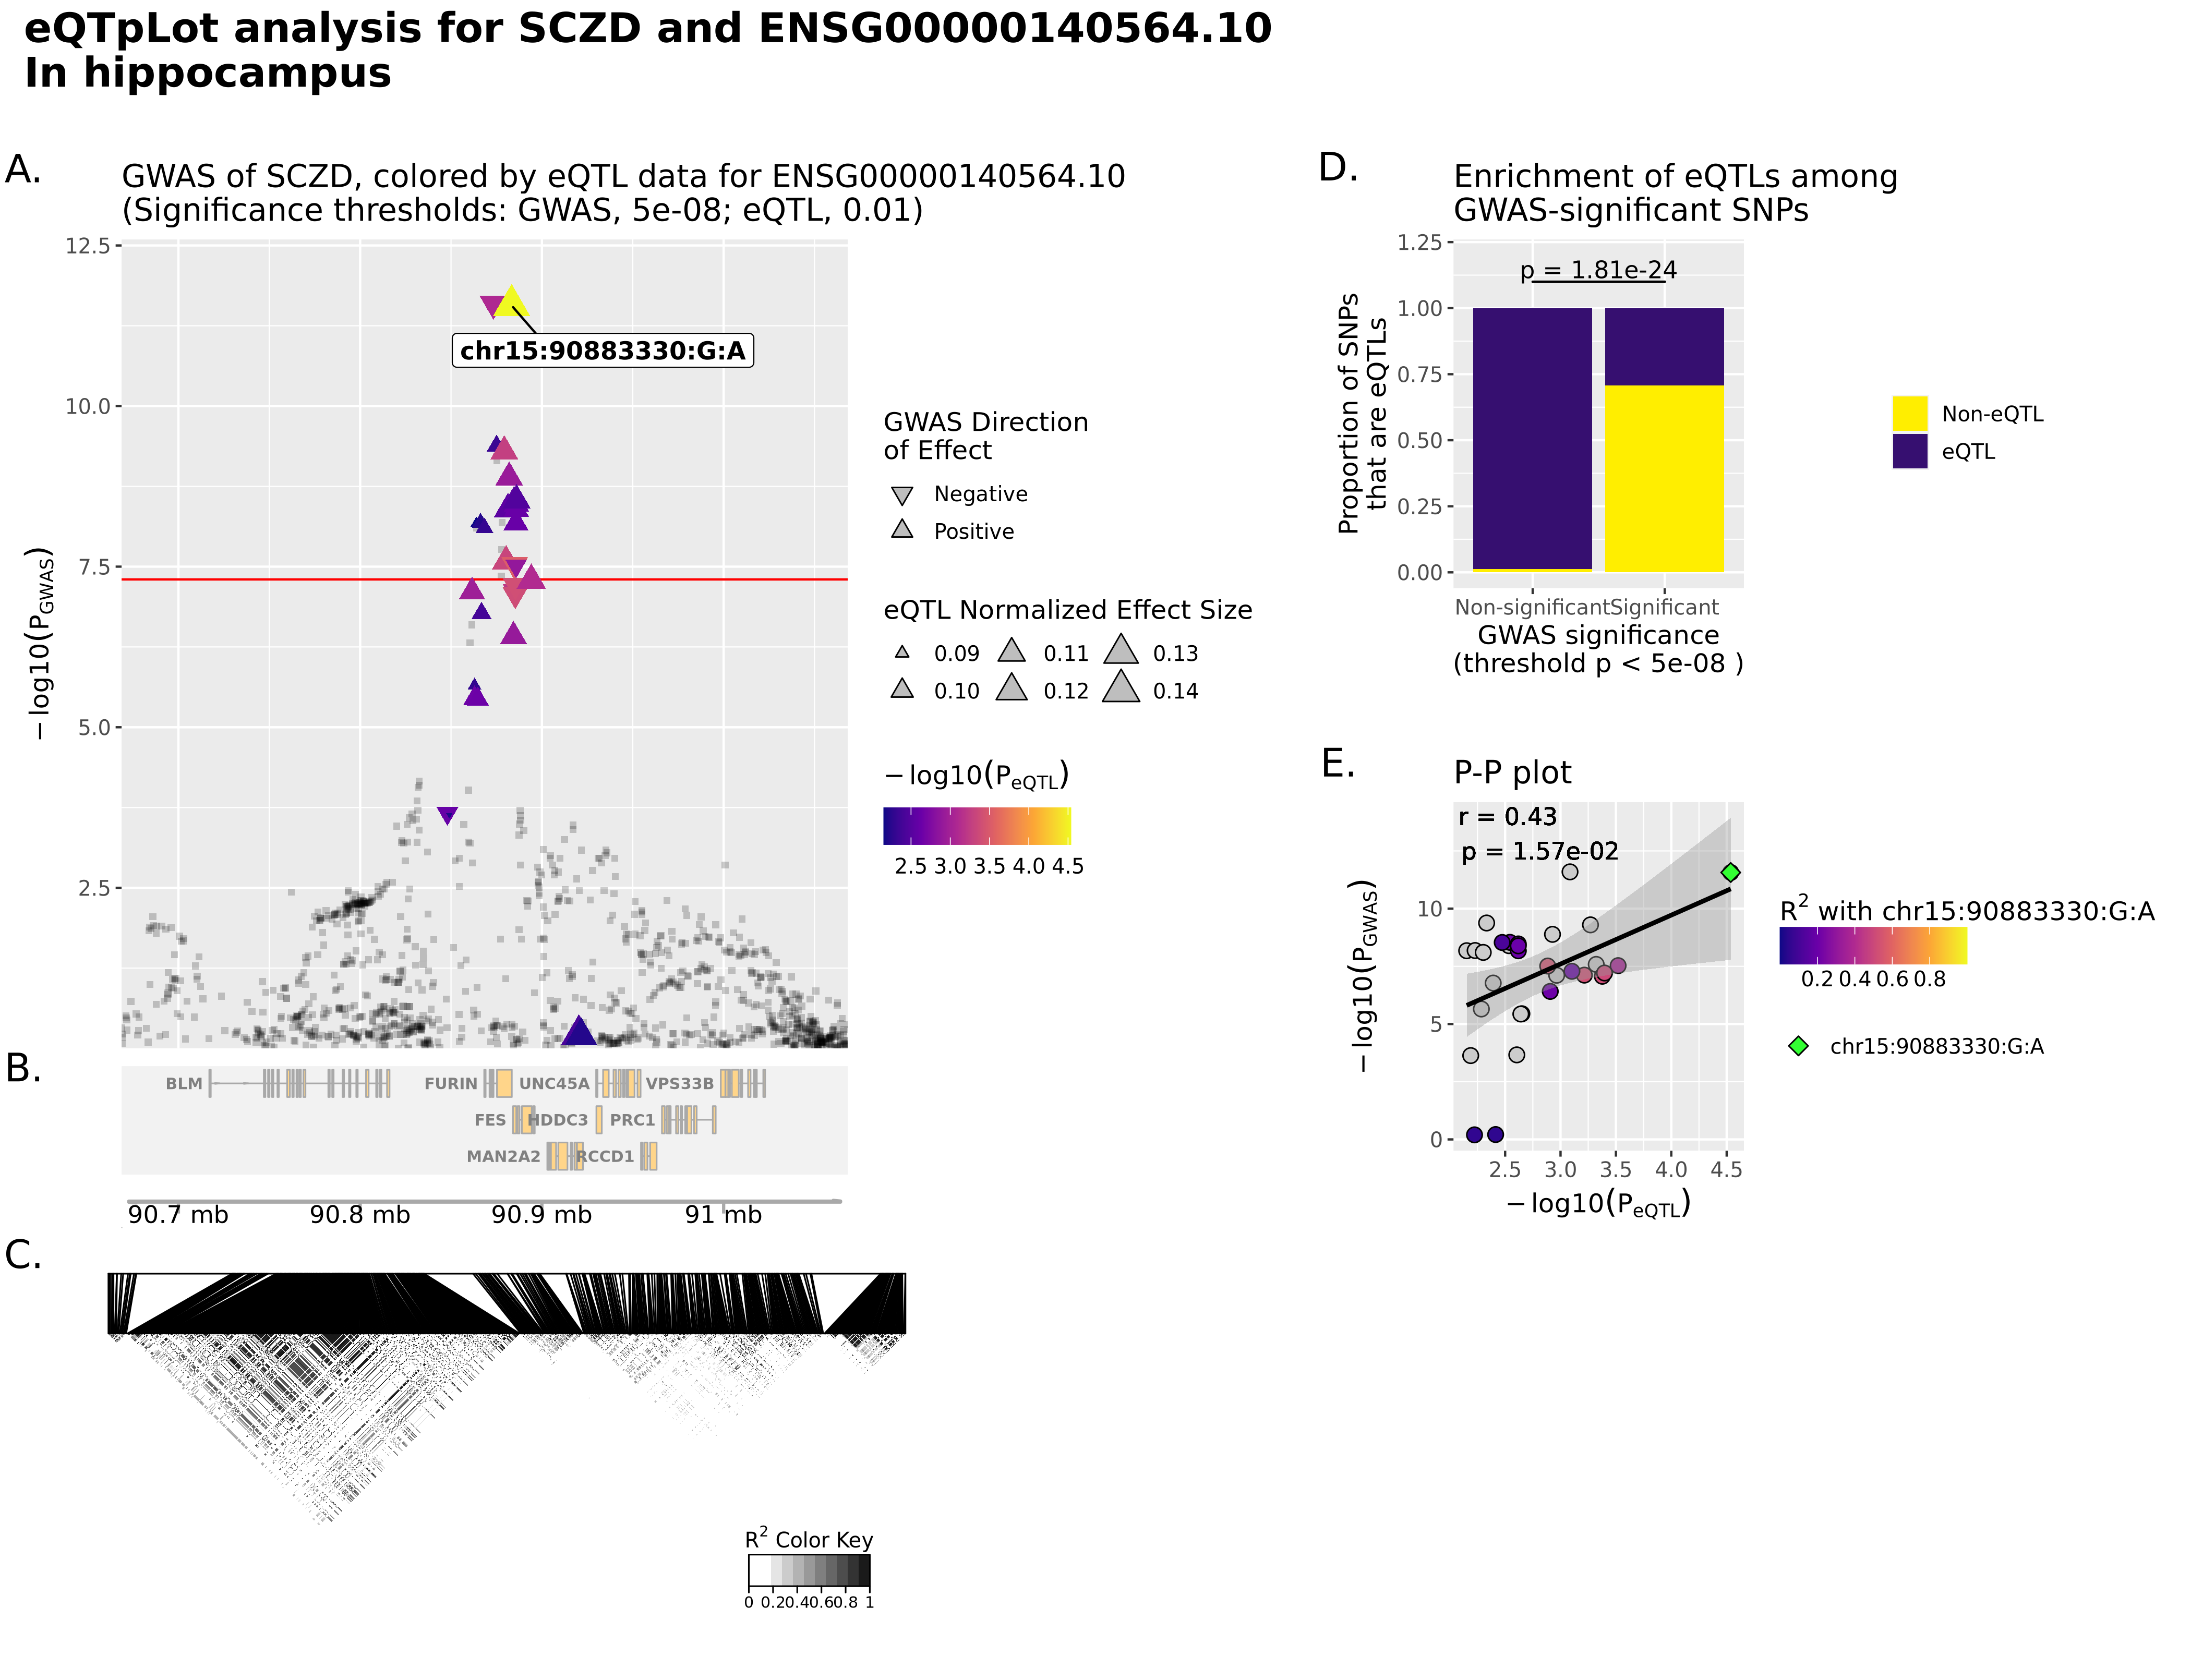 eQTpLot analysis for SCZD and ENSG00000140564.10
In hippocampus
A.
GWAS of SCZD, colored by eQTL data for ENSG00000140564.10
(Significance thresholds: GWAS, 5e-08; eQTL, 0.01)
12.5
10.0
7.5
5.0
2.5
−log10(PGWAS)
chr15:90883330:G:A
GWAS Direction
of Effect
Negative
Positive
eQTL Normalized Effect Size
0.09 0.11 0.13
0.10 0.12 0.14
−log10(PeQTL)
2.5 3.0 3.5 4.0 4.5
B.
BLM FURIN UNC45A VPS33B
FES HDDC3 PRC1
MAN2A2 RCCD1
90.7 mb 90.8 mb 90.9 mb 91 mb
C.
R2 Color Key
0 0.2 0.4 0.6 0.8 1
D.
Enrichment of eQTLs among
GWAS-significant SNPs
1.25
1.00
0.75
0.50
0.25
0.00
Proportion of SNPs
that are eQTLs
p = 1.81e-24
Non-significant Significant
GWAS significance
(threshold p < 5e-08 )
Non-eQTL
eQTL
E.
P-P plot
r = 0.43
p = 1.57e-02
10
5
0
−log10(PGWAS)
2.5 3.0 3.5 4.0 4.5
−log10(PeQTL)
R2 with chr15:90883330:G:A
0.2 0.4 0.6 0.8
chr15:90883330:G:A